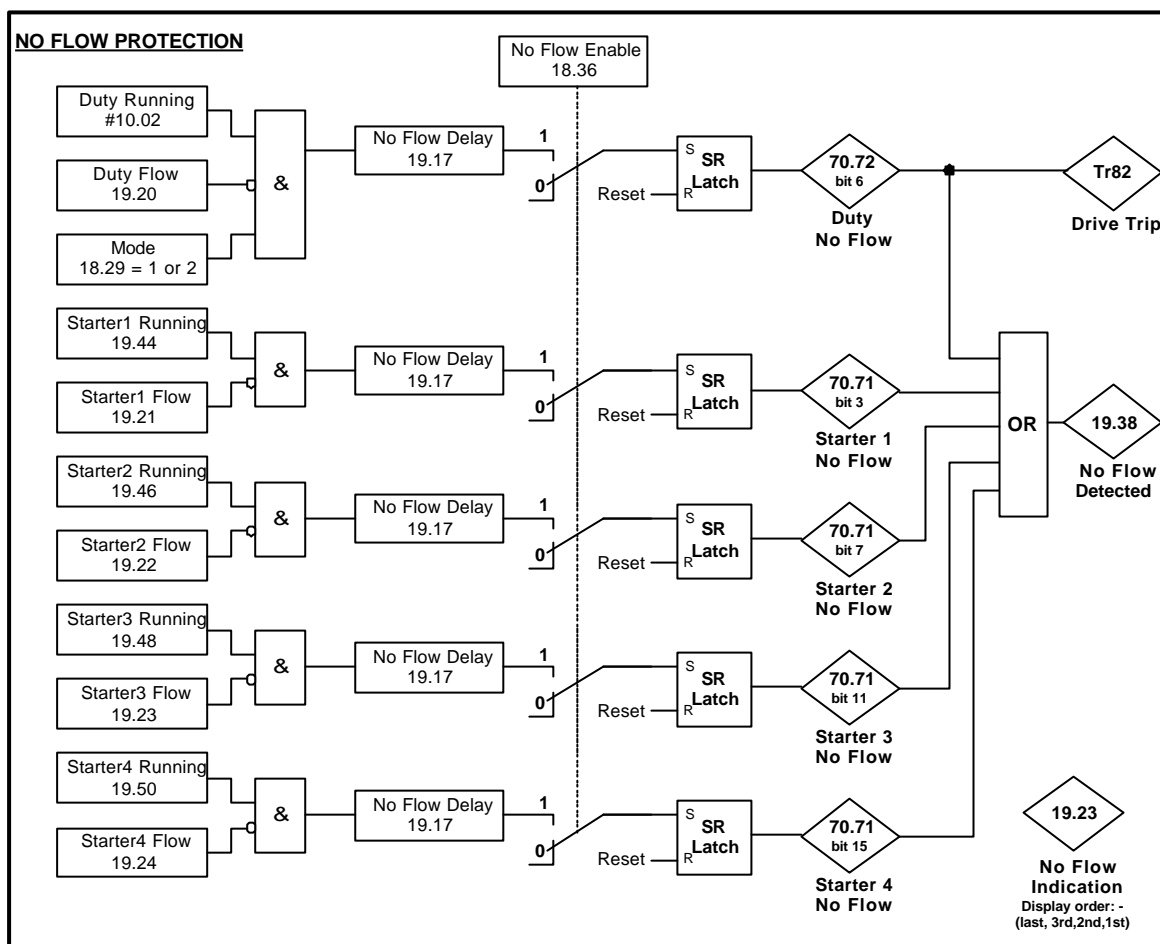 NO FLOW PROTECTION
No Flow Enable
18.36
Duty Running
#10.02
Duty Flow
19.20
Mode
18.29 = 1 or 2
&
No Flow Delay
19.17
1
0
Reset
S
R
SR
Latch
70.72
bit 6
Duty
No Flow
Tr82
Drive Trip
Starter1 Running
19.44
Starter1 Flow
19.21
&
No Flow Delay
19.17
1
0
Reset
S
R
SR
Latch
70.71
bit 3
Starter 1
No Flow
OR
19.38
No Flow
Detected
Starter2 Running
19.46
Starter2 Flow
19.22
&
No Flow Delay
19.17
1
0
Reset
S
R
SR
Latch
70.71
bit 7
Starter 2
No Flow
Starter3 Running
19.48
Starter3 Flow
19.23
&
No Flow Delay
19.17
1
0
Reset
S
R
SR
Latch
70.71
bit 11
Starter 3
No Flow
Starter4 Running
19.50
Starter4 Flow
19.24
&
No Flow Delay
19.17
1
0
Reset
S
R
SR
Latch
70.71
bit 15
Starter 4
No Flow
19.23
No Flow
Indication
Display order: -
(last, 3rd,2nd,1st)